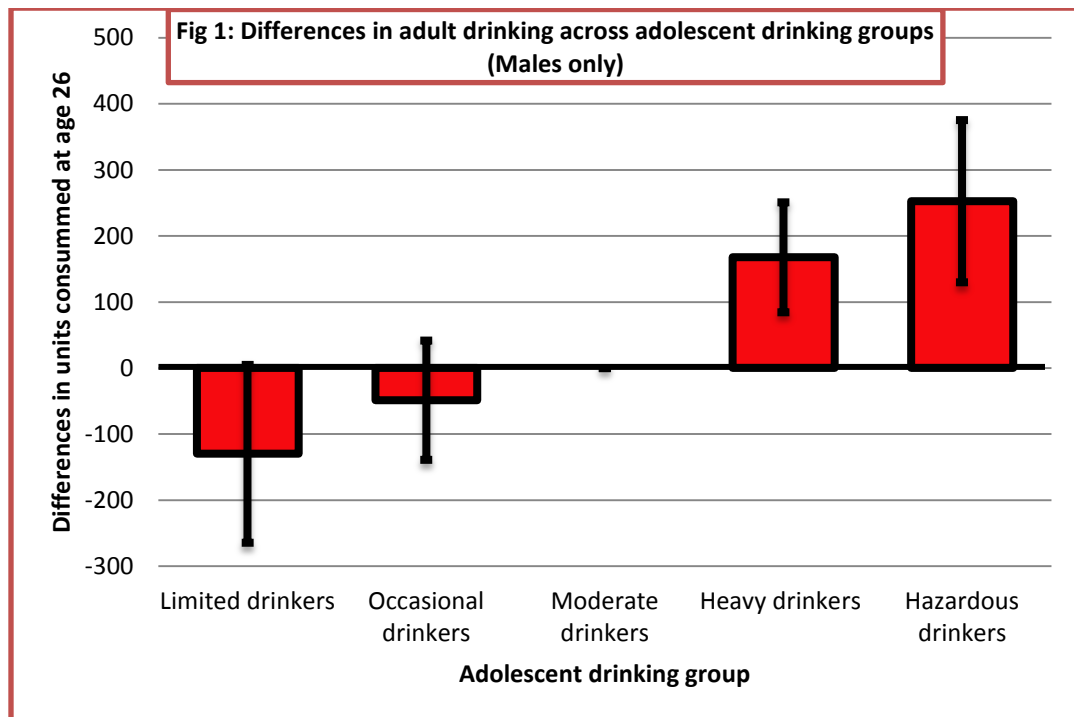 Fig 1: Differences in adult drinking across adolescent drinking groups
(Males only)
Differences in units consummed at age 26
500
400
300
200
100
0
-100
-200
-300
Limited drinkers
Occasional
drinkers
Moderate
drinkers
Heavy drinkers
Hazardous
drinkers
Adolescent drinking group